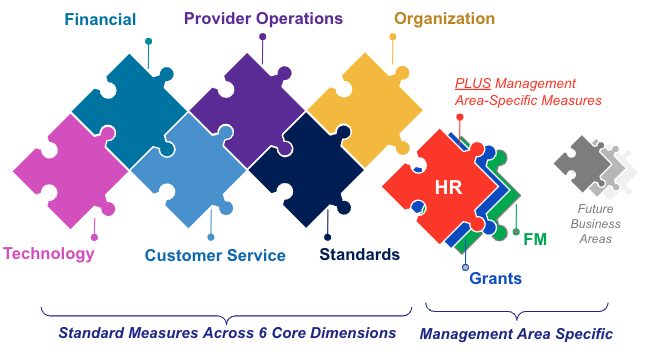 Financial
Provider Operations
Organization
PLUS Management
Area-Specific Measures
HR
Future
Business
Areas
FM
Technology
Customer Service
Standards
Grants
Standard Measures Across 6 Core Dimensions
Management Area Specific